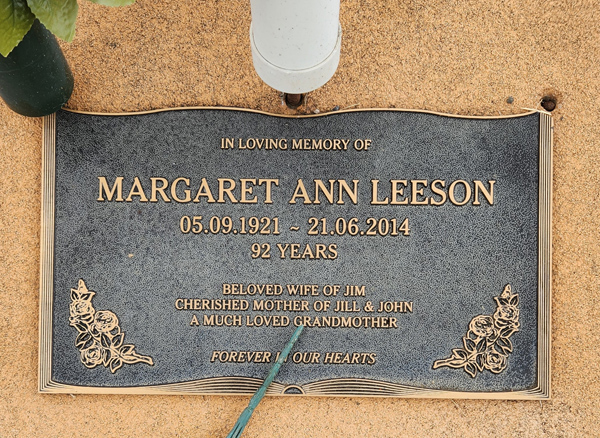 IN LOVING MEMORY OF
MARGARET ANN LEESON
05.09.1921 ~ 21.06.2014
92 YEARS
BELOVED WIFE OF JIM
CHERISHED MOTHER OF JILL & JOHN
A MUCH LOVED GRANDMOTHER
FOREVER IN OUR HEARTS